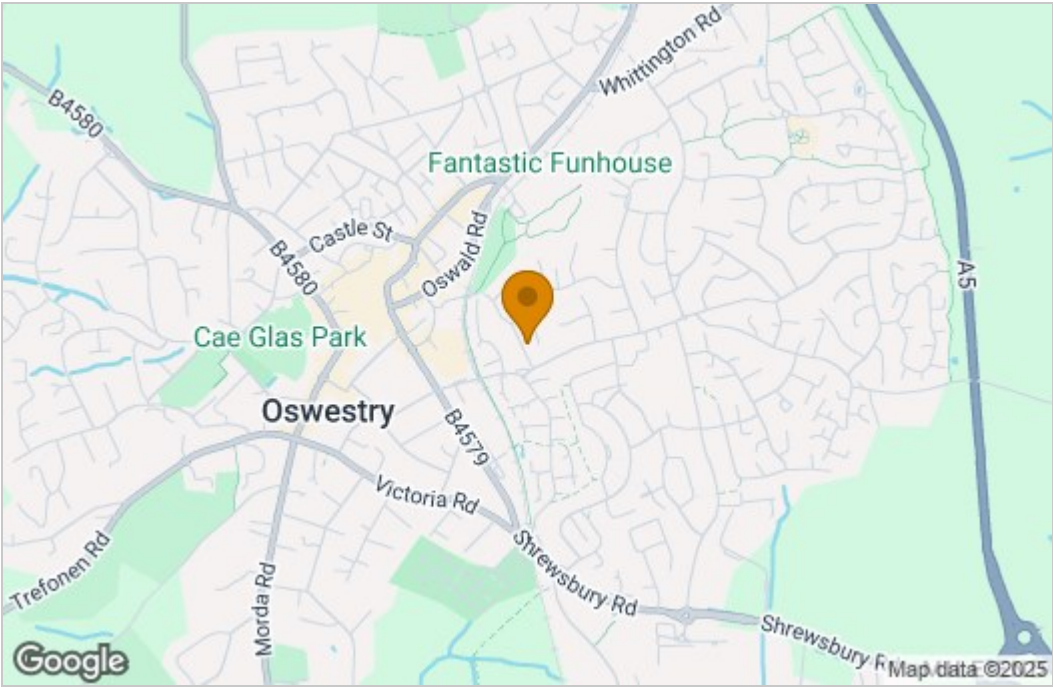 Whittington Rd
B4580
Fantastic Funhouse
Castle St
Oswald Rd
B4580
A5
Cae Glas Park
Oswestry
B4579
Victoria Rd
Shrewsbury Rd
Trefonen Rd
Morda Rd
Shrewsbury R
Google
Map data ©2025